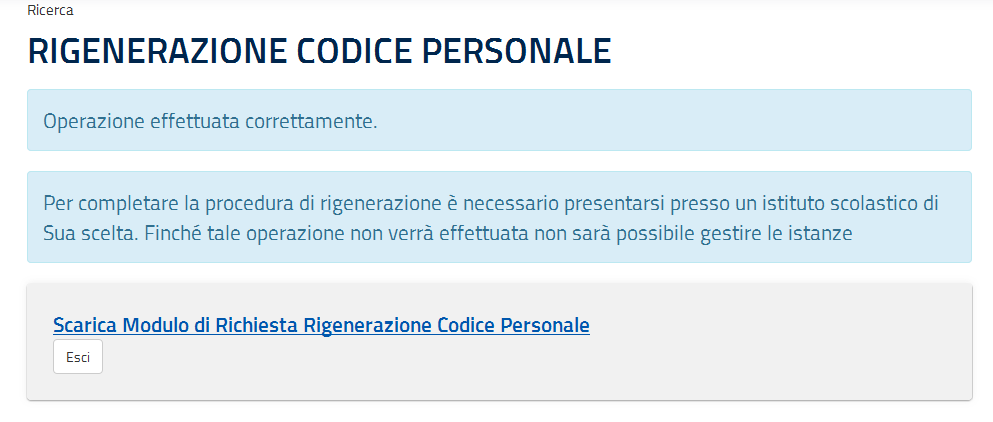 Ricerca
RIGENERAZIONE CODICE PERSONALE
Operazione effettuata correttamente.
Per completare la procedura di rigenerazione è necessario presentarsi presso un istituto scolastico di
Sua scelta. Finché tale operazione non verrà effettuata non sarà possibile gestire le istanze
Scarica Modulo di Richiesta Rigenerazione Codice Personale
Esci